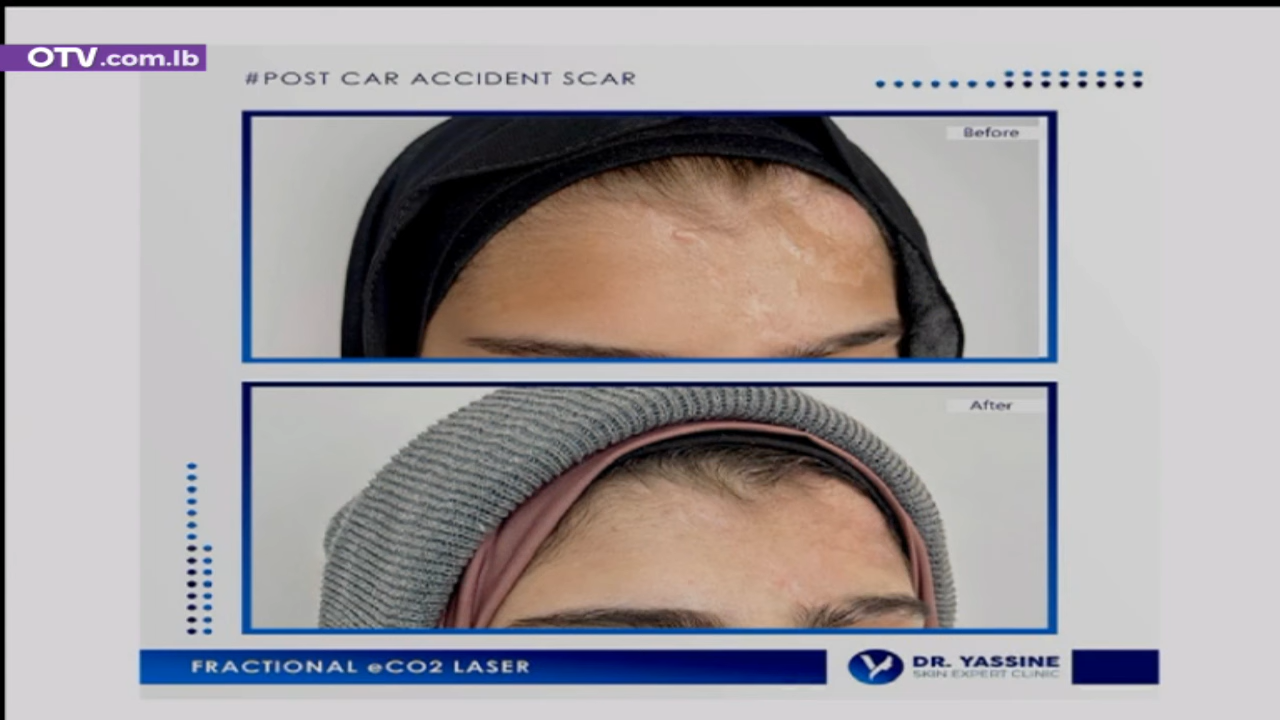 OTV.com.lb
#POST CAR ACCIDENT SCAR
Before
After
FRACTIONAL eCO2 LASER
DR. YASSINE
SKIN EXPERT CLINIC